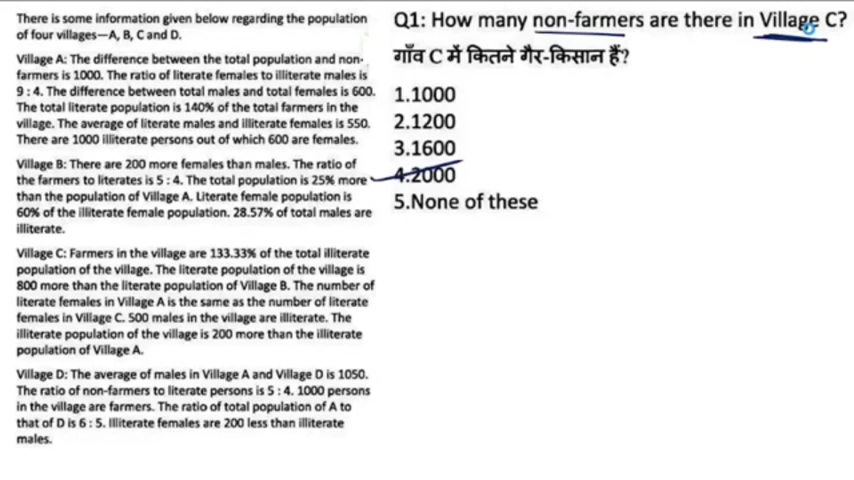 There is some information given below regarding the population
of four villages—A, B, C and D.
Village A: The difference between the total population and non-
farmers is 1000. The ratio of literate females to illiterate males is
9 : 4. The difference between total males and total females is 600.
The total literate population is 140% of the total farmers in the
village. The average of literate males and illiterate females is 550.
There are 1000 illiterate persons out of which 600 are females.
Village B: There are 200 more females than males. The ratio of
the farmers to literates is 5 : 4. The total population is 25% more
than the population of Village A. Literate female population is
60% of the illiterate female population. 28.57% of total males are
illiterate.
Village C: Farmers in the village are 133.33% of the total illiterate
population of the village. The literate population of the village is
800 more than the literate population of Village B. The number of
literate females in Village A is the same as the number of literate
females in Village C. 500 males in the village are illiterate. The
illiterate population of the village is 200 more than the illiterate
population of Village A.
Village D: The average of males in Village A and Village D is 1050.
The ratio of non-farmers to literate persons is 5 : 4. 1000 persons
in the village are farmers. The ratio of total population of A to
that of D is 6 : 5. Illiterate females are 200 less than illiterate
males.
Q1: How many non-farmers are there in Village C?
गाँव C में कितने गैर-किसान हैं?
1.1000
2.1200
3.1600
4.2000
5.None of these